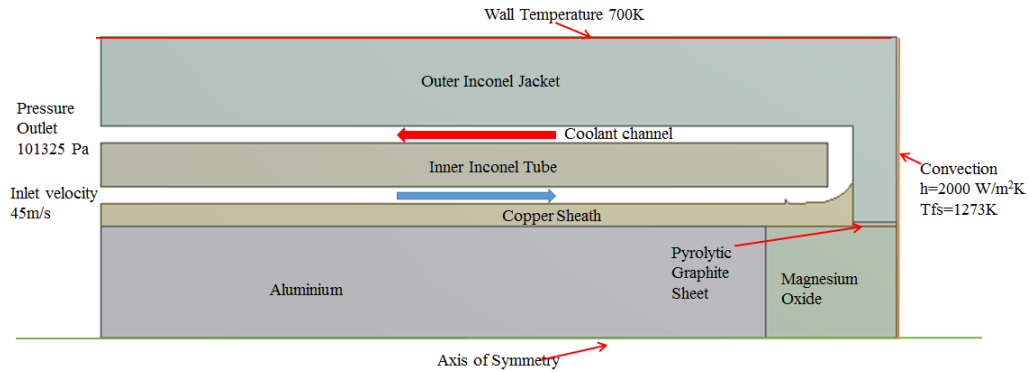 Wall Temperature 700K
Outer Inconel Jacket
Pressure
Outlet
101325 Pa
Coolant channel
Inner Inconel Tube
Convection
h=2000 W/m²K
Tfs=1273K
Inlet velocity
45m/s
Copper Sheath
Pyrolytic
Graphite
Sheet
Magnesium
Oxide
Aluminium
Axis of Symmetry